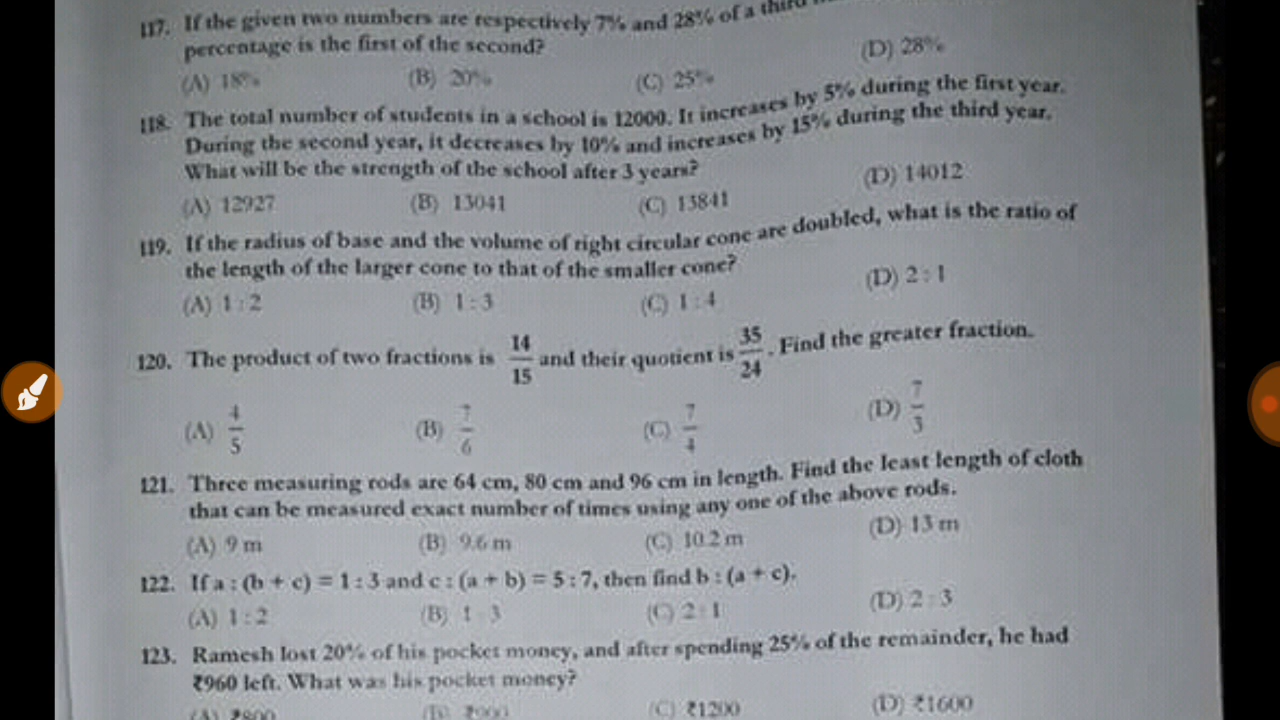 117. If the given two numbers are respectively 7% and 28% of a third
percentage is the first of the second?
(A) 18% (B) 20% (C) 25% (D) 28%
118. The total number of students in a school is 12000. It increases by 5% during the first year.
During the second year, it decreases by 10% and increases by 15% during the third year.
What will be the strength of the school after 3 years?
(A) 12927 (B) 13041 (C) 13841 (D) 14012
119. If the radius of base and the volume of right circular cone are doubled, what is the ratio of
the length of the larger cone to that of the smaller cone?
(A) 1 : 2 (B) 1 : 3 (C) 1 : 4 (D) 2 : 1
120. The product of two fractions is 14/15 and their quotient is 35/24. Find the greater fraction.
(A) 4/5 (B) 7/6 (C) 7/4 (D) 7/3
121. Three measuring rods are 64 cm, 80 cm and 96 cm in length. Find the least length of cloth
that can be measured exact number of times using any one of the above rods.
(A) 9 m (B) 9.6 m (C) 10.2 m (D) 13 m
122. If a : (b + c) = 1 : 3 and c : (a + b) = 5 : 7, then find b : (a + c).
(A) 1 : 2 (B) 1 : 3 (C) 2 : 1 (D) 2 : 3
123. Ramesh lost 20% of his pocket money, and after spending 25% of the remainder, he had
₹960 left. What was his pocket money?
(A) ₹800 (B) ₹900 (C) ₹1200 (D) ₹1600